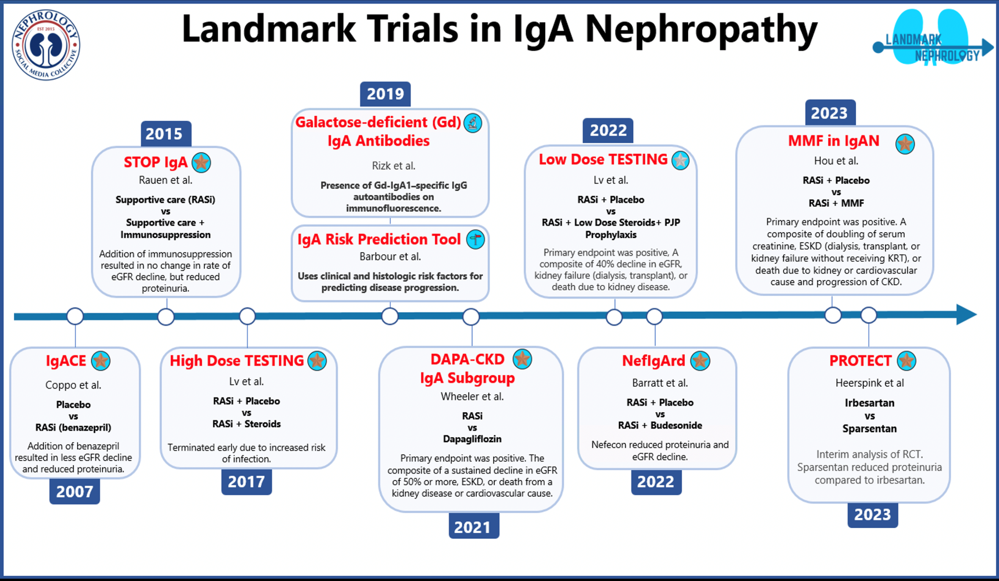 NEPHROLOGY
EST 2015
SOCIAL MEDIA COLLECTIVE
Landmark Trials in IgA Nephropathy
LANDMARK
NEPHROLOGY
2015
STOP IgA
Rauen et al.
Supportive care (RASi)
vs
Supportive care +
Immunosuppression
Addition of immunosuppression
resulted in no change in rate of
eGFR decline, but reduced
proteinuria.
2019
Galactose-deficient (Gd)
IgA Antibodies
Rizk et al.
Presence of Gd-IgA1–specific IgG
autoantibodies on
immunofluorescence.
IgA Risk Prediction Tool
Barbour et al.
Uses clinical and histologic risk factors for
predicting disease progression.
2022
Low Dose TESTING
Lv et al.
RASi + Placebo
vs
RASi + Low Dose Steroids+ PJP
Prophylaxis
Primary endpoint was positive, A
composite of 40% decline in eGFR,
kidney failure (dialysis, transplant), or
death due to kidney disease.
2023
MMF in IgAN
Hou et al.
RASi + Placebo
vs
RASi + MMF
Primary endpoint was positive. A
composite of doubling of serum
creatinine, ESKD (dialysis, transplant, or
kidney failure without receiving KRT), or
death due to kidney or cardiovascular
cause and progression of CKD.
IgACE
Coppo et al.
Placebo
vs
RASi (benazepril)
Addition of benazepril
resulted in less eGFR decline
and reduced proteinuria.
2007
High Dose TESTING
Lv et al.
RASi + Placebo
vs
RASi + Steroids
Terminated early due to increased risk
of infection.
2017
DAPA-CKD
IgA Subgroup
Wheeler et al.
RASi
vs
Dapagliflozin
Primary endpoint was positive. The
composite of a sustained decline in eGFR
of 50% or more, ESKD, or death from a
kidney disease or cardiovascular cause.
2021
NefIgArd
Barratt et al.
RASi + Placebo
vs
RASi + Budesonide
Nefecon reduced proteinuria and
eGFR decline.
2022
PROTECT
Heerspink et al
Irbesartan
vs
Sparsentan
Interim analysis of RCT.
Sparsentan reduced proteinuria
compared to irbesartan.
2023